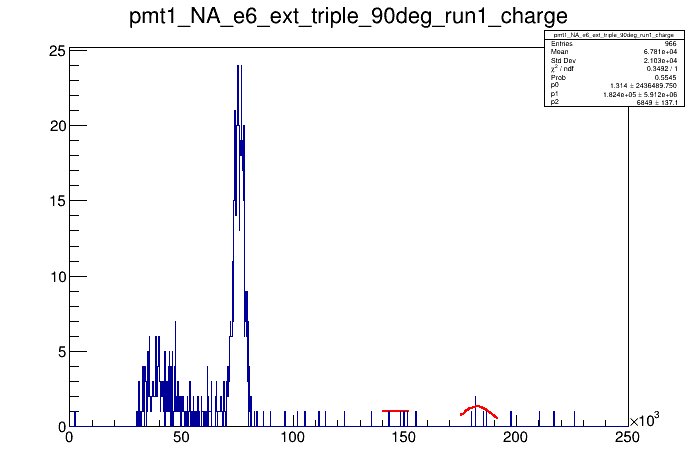 pmt1_NA_e6_ext_triple_90deg_run1_charge
pmt1_NA_e6_ext_triple_90deg_run1_charge
Entries 966
Mean 6.781e+04
Std Dev 2.103e+04
χ² / ndf 0.3492 / 1
Prob 0.5545
p0 1.314 ± 2436489.750
p1 1.824e+05 ± 5.912e+06
p2 6849 ± 137.1
25
20
15
10
5
0
0 50 100 150 200 250
×10³